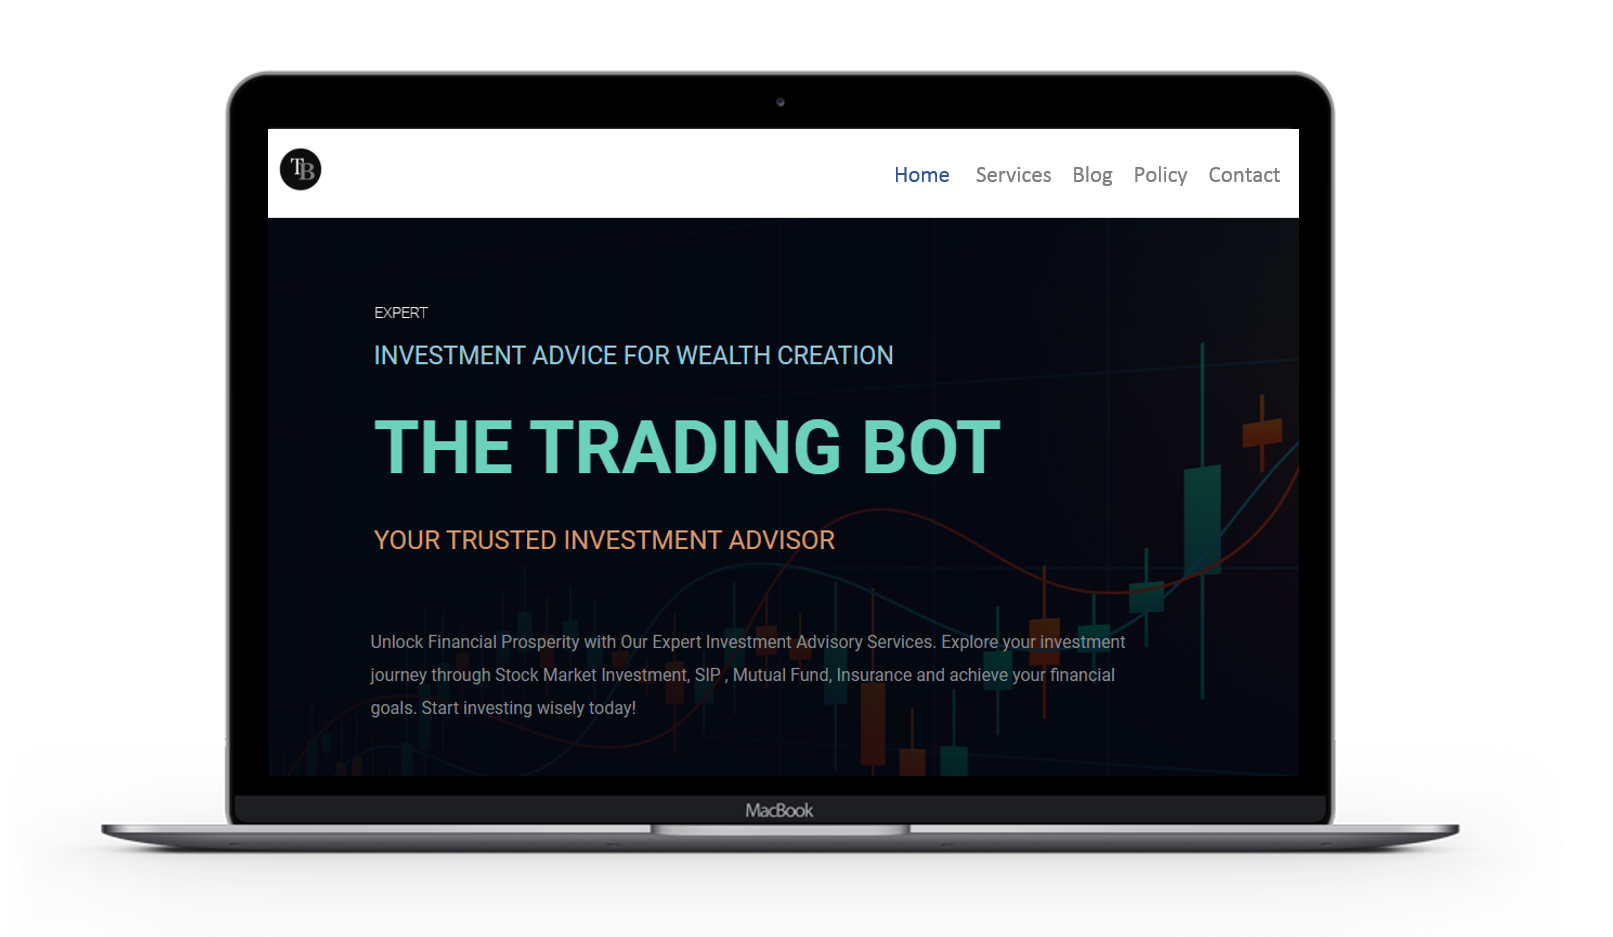 TB
Home Services Blog Policy Contact
EXPERT
INVESTMENT ADVICE FOR WEALTH CREATION
THE TRADING BOT
YOUR TRUSTED INVESTMENT ADVISOR
Unlock Financial Prosperity with Our Expert Investment Advisory Services. Explore your investment
journey through Stock Market Investment, SIP , Mutual Fund, Insurance and achieve your financial
goals. Start investing wisely today!
MacBook